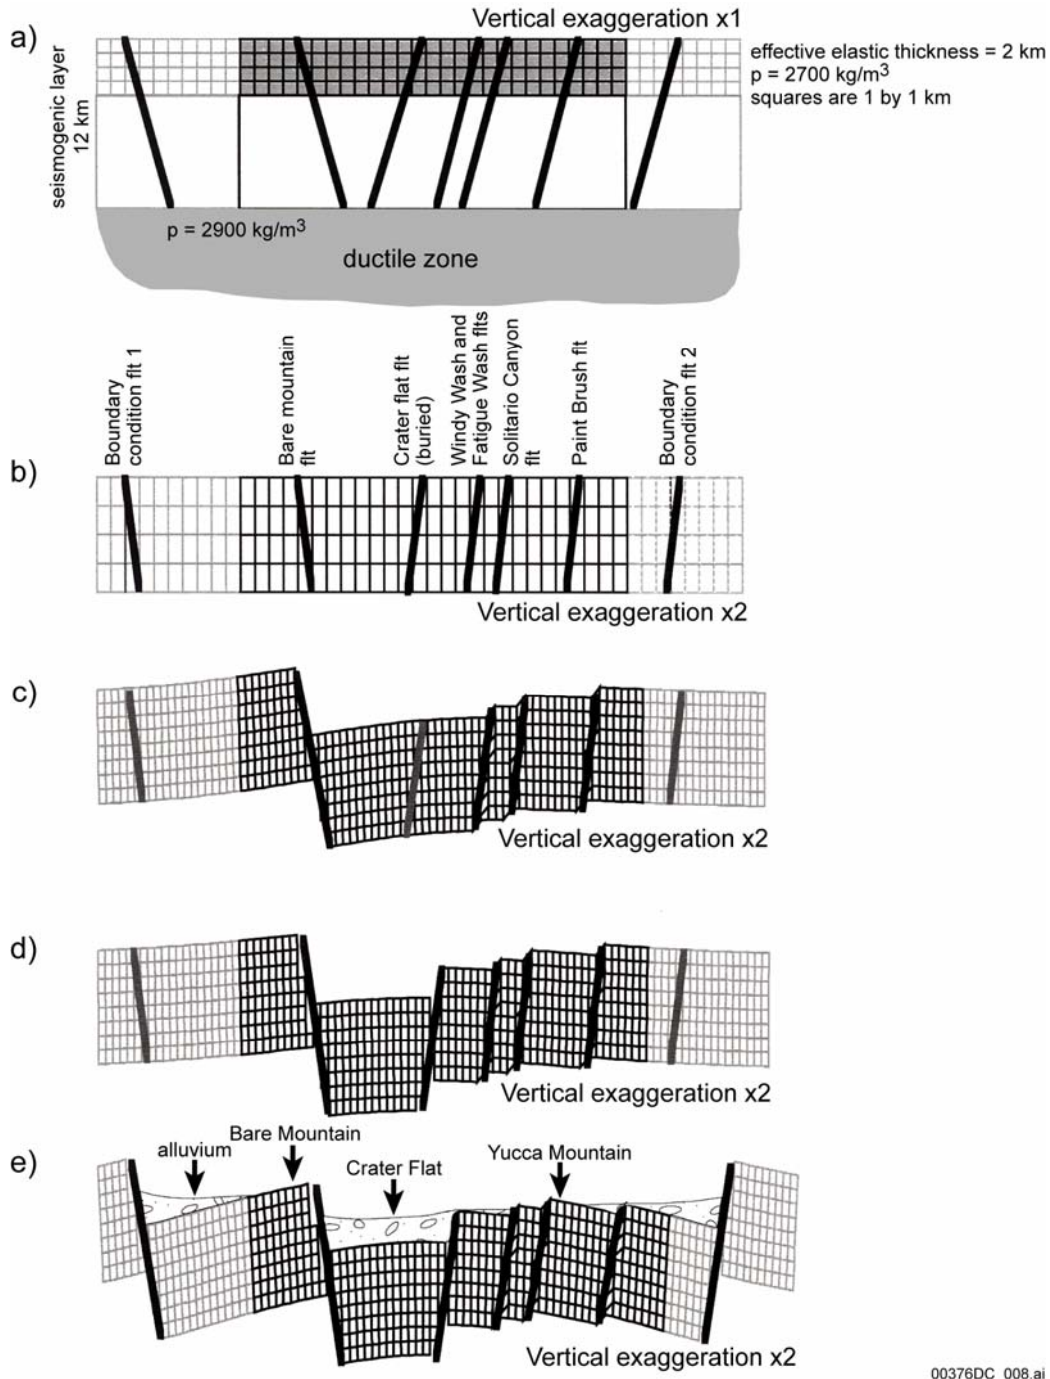 Vertical exaggeration x1
a)
effective elastic thickness = 2 km
p = 2700 kg/m³
squares are 1 by 1 km
seismogenic layer
12 km
p = 2900 kg/m³
ductile zone
Boundary
condition flt 1
Bare mountain
flt
Crater flat flt
(buried)
Windy Wash and
Fatigue Wash flts
Solitario Canyon
flt
Paint Brush flt
Boundary
condition flt 2
b)
Vertical exaggeration x2
c)
Vertical exaggeration x2
d)
Vertical exaggeration x2
e)
alluvium
Bare Mountain
Crater Flat
Yucca Mountain
Vertical exaggeration x2
00376DC_008.ai